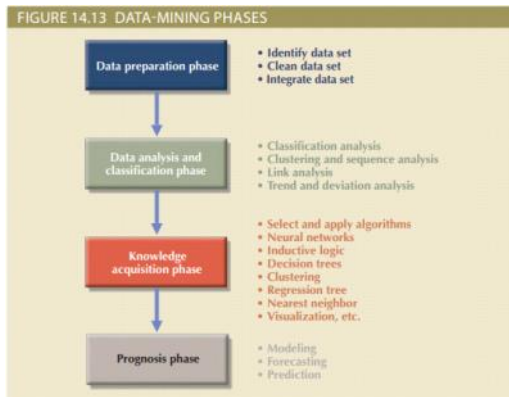 FIGURE 14.13 DATA-MINING PHASES
Data preparation phase
• Identify data set
• Clean data set
• Integrate data set
Data analysis and
classification phase
• Classification analysis
• Clustering and sequence analysis
• Link analysis
• Trend and deviation analysis
Knowledge
acquisition phase
• Select and apply algorithms
• Neural networks
• Inductive logic
• Decision trees
• Clustering
• Regression tree
• Nearest neighbor
• Visualization, etc.
Prognosis phase
• Modeling
• Forecasting
• Prediction